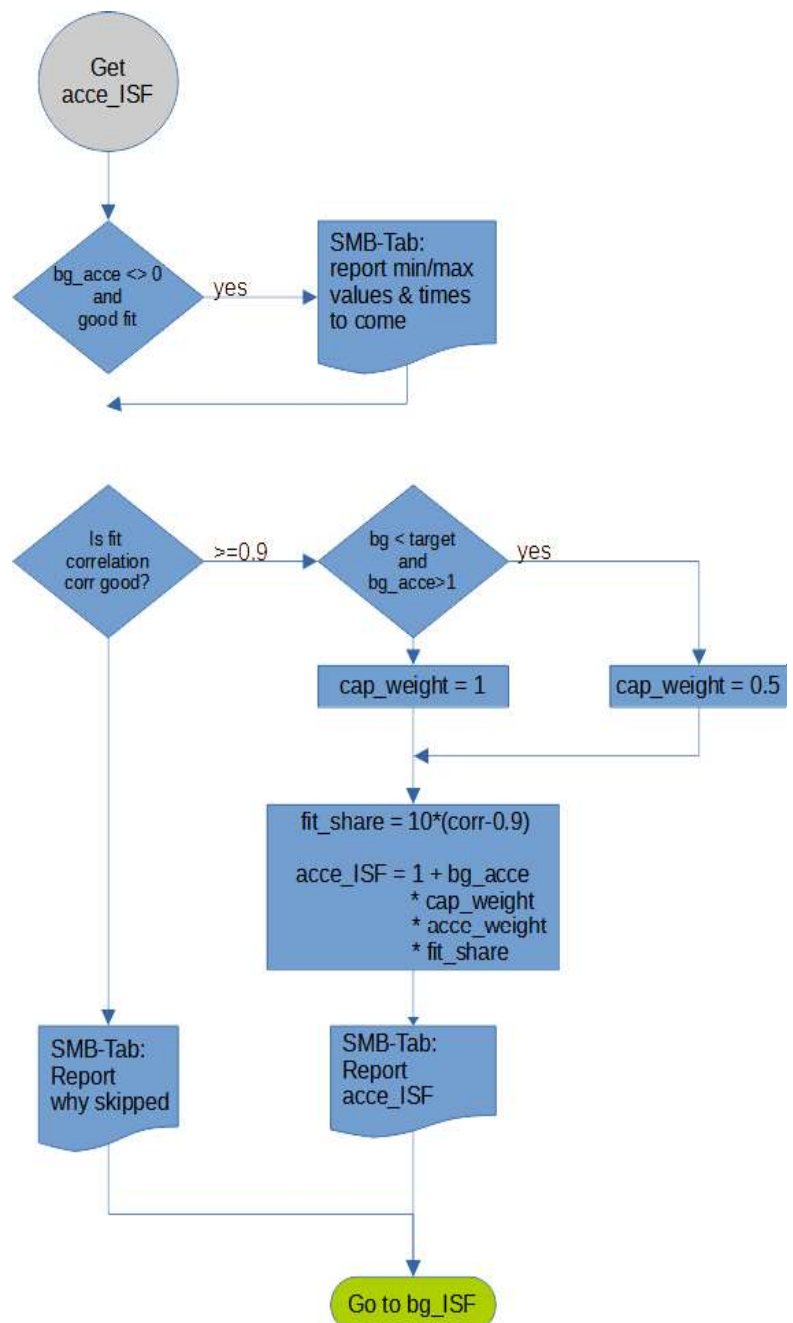 Get
acce_ISF
bg_acce <> 0
and
good fit
yes
SMB-Tab:
report min/max
values & times
to come
Is fit
correlation
corr good?
>=0.9
bg < target
and
bg_acce>1
yes
cap_weight = 1
cap_weight = 0.5
fit_share = 10*(corr-0.9)
acce_ISF = 1 + bg_acce
* cap_weight
* acce_weight
* fit_share
SMB-Tab:
Report
why skipped
SMB-Tab:
Report
acce_ISF
Go to bg_ISF